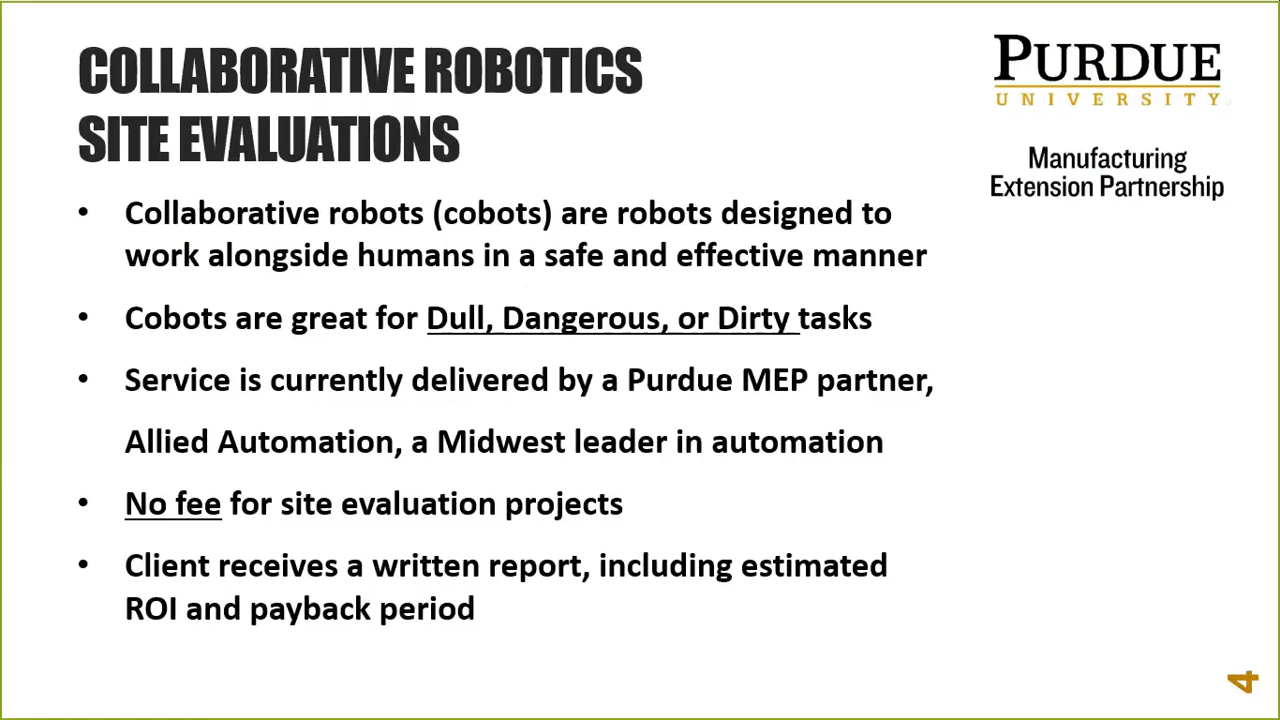 COLLABORATIVE ROBOTICS
SITE EVALUATIONS
PURDUE
UNIVERSITY
Manufacturing
Extension Partnership
• Collaborative robots (cobots) are robots designed to
work alongside humans in a safe and effective manner
• Cobots are great for Dull, Dangerous, or Dirty tasks
• Service is currently delivered by a Purdue MEP partner,
Allied Automation, a Midwest leader in automation
• No fee for site evaluation projects
• Client receives a written report, including estimated
ROI and payback period
4